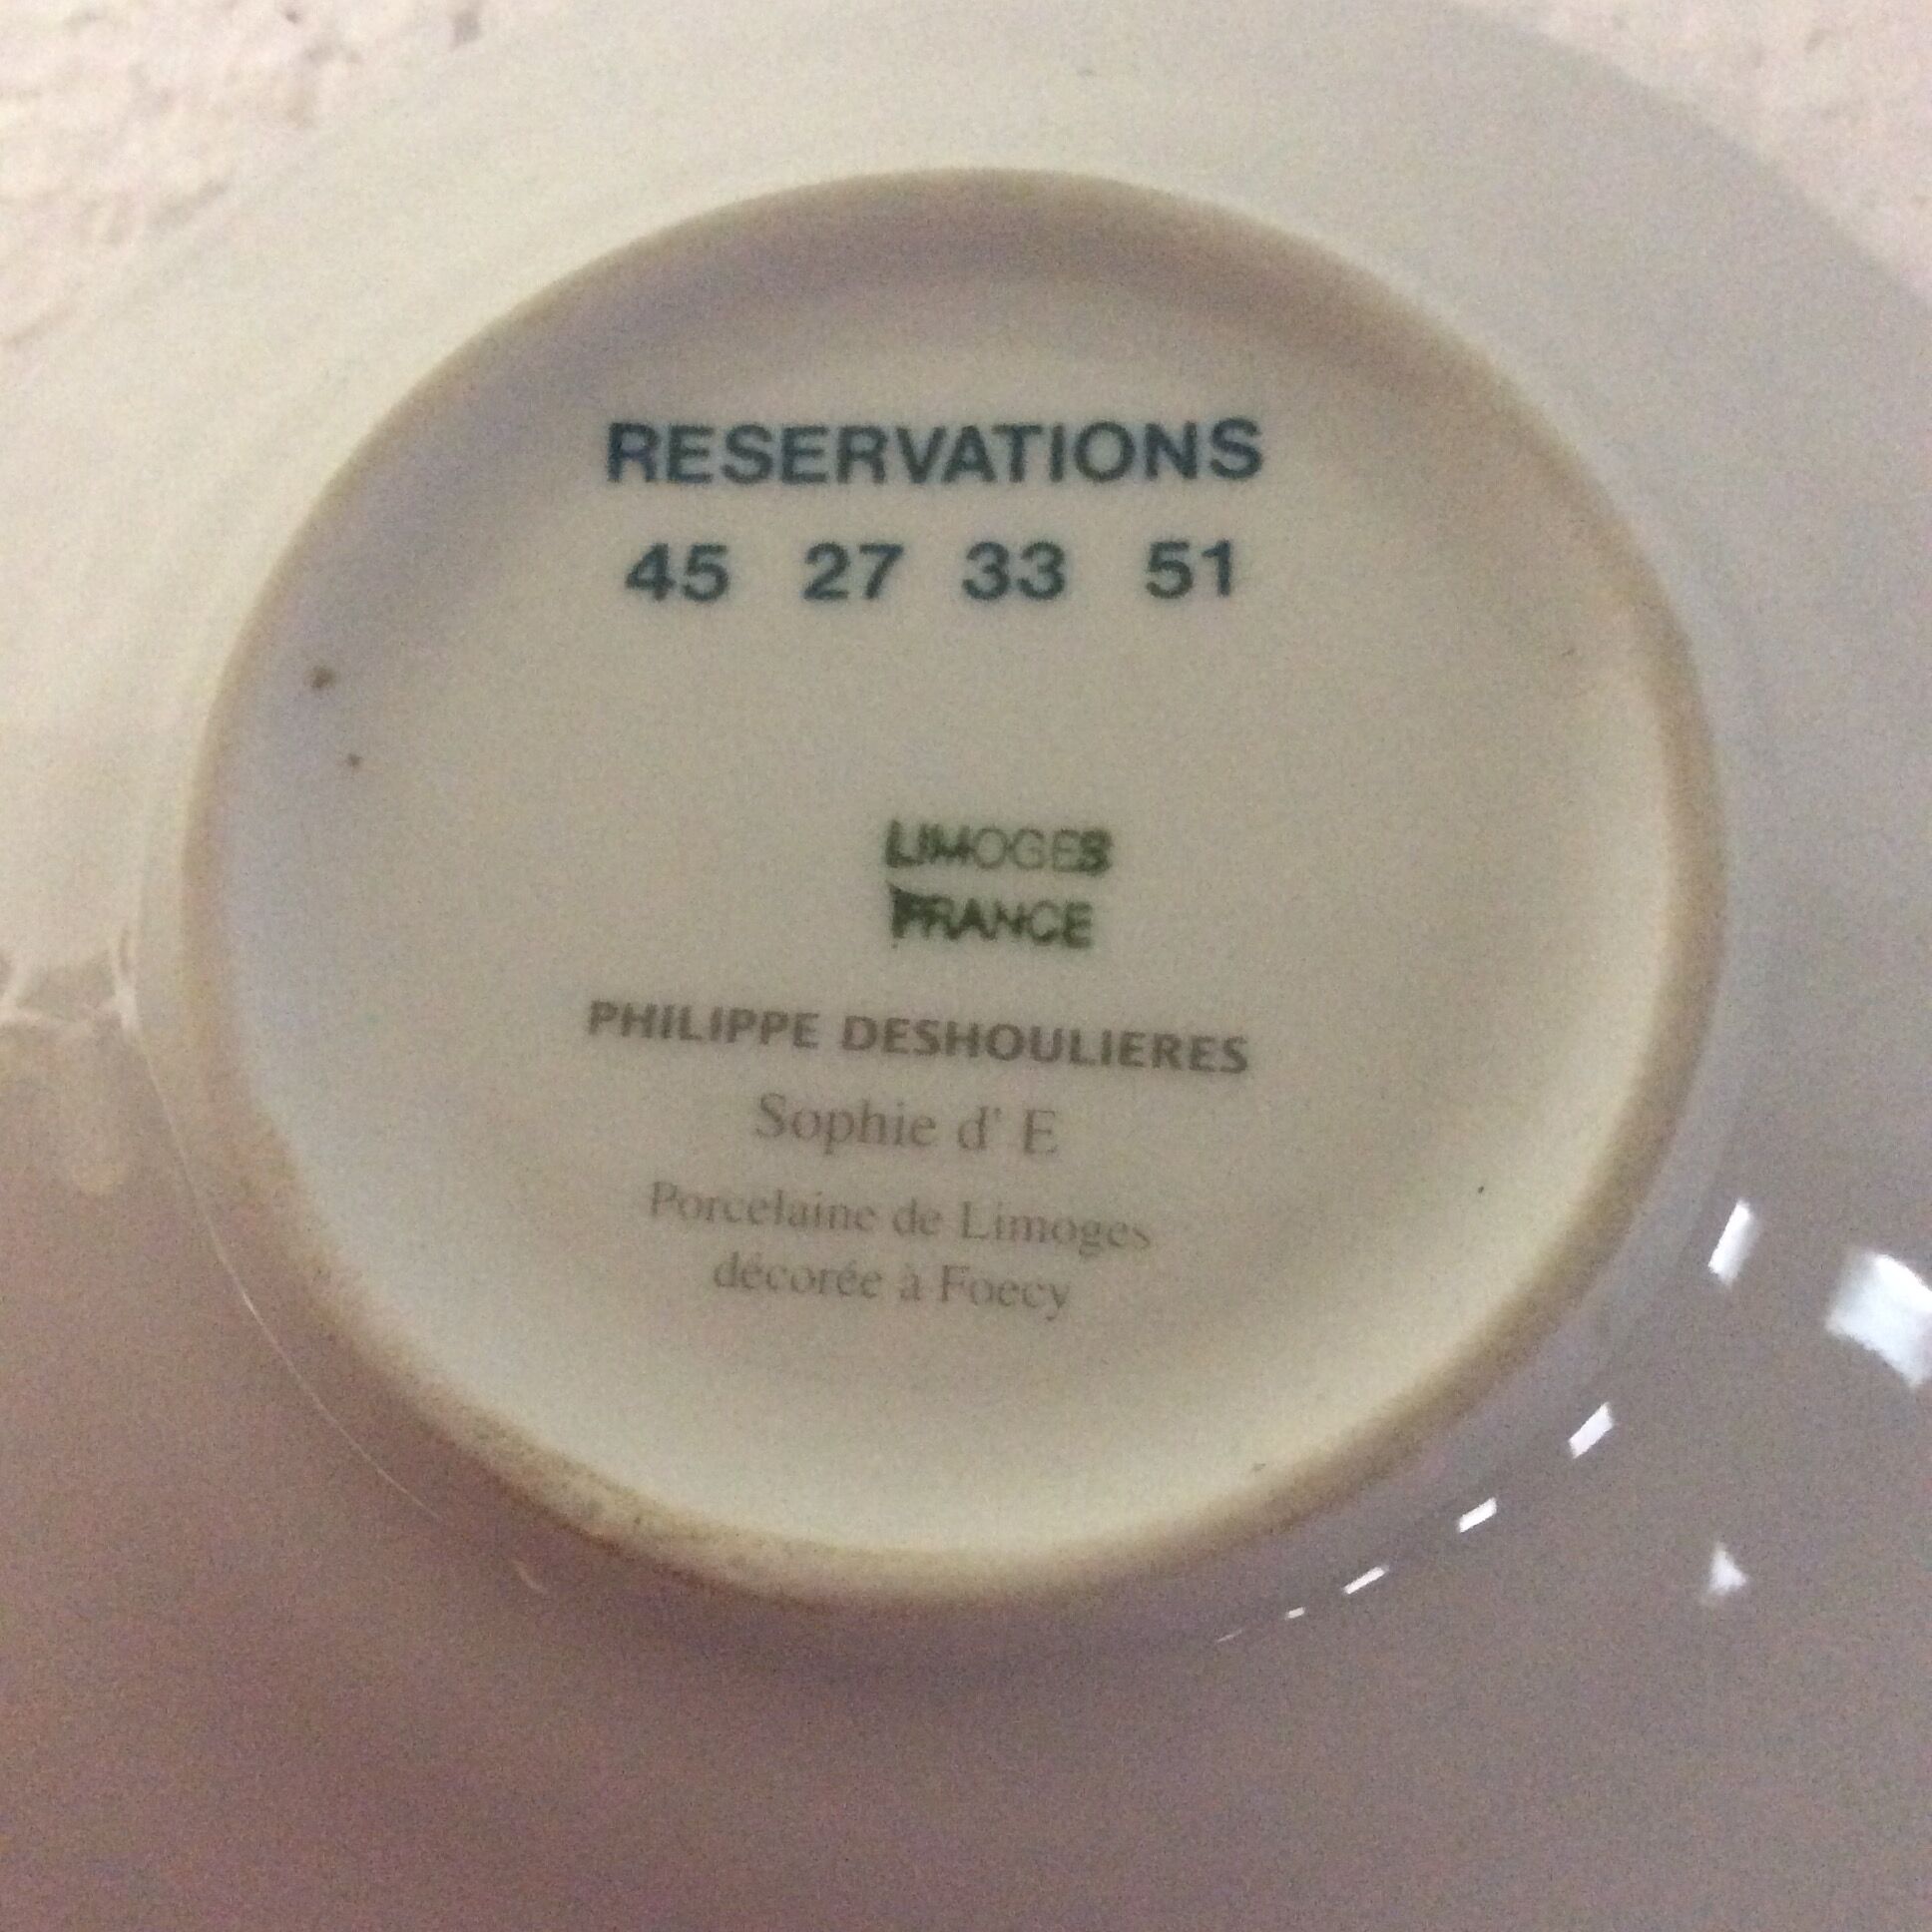 RESERVATIONS
45 27 33 51
LIMOGES
FRANCE
PHILIPPE DESHOULIERES
Sophie d' E
Porcelaine de Limoges
décorée à Foecy